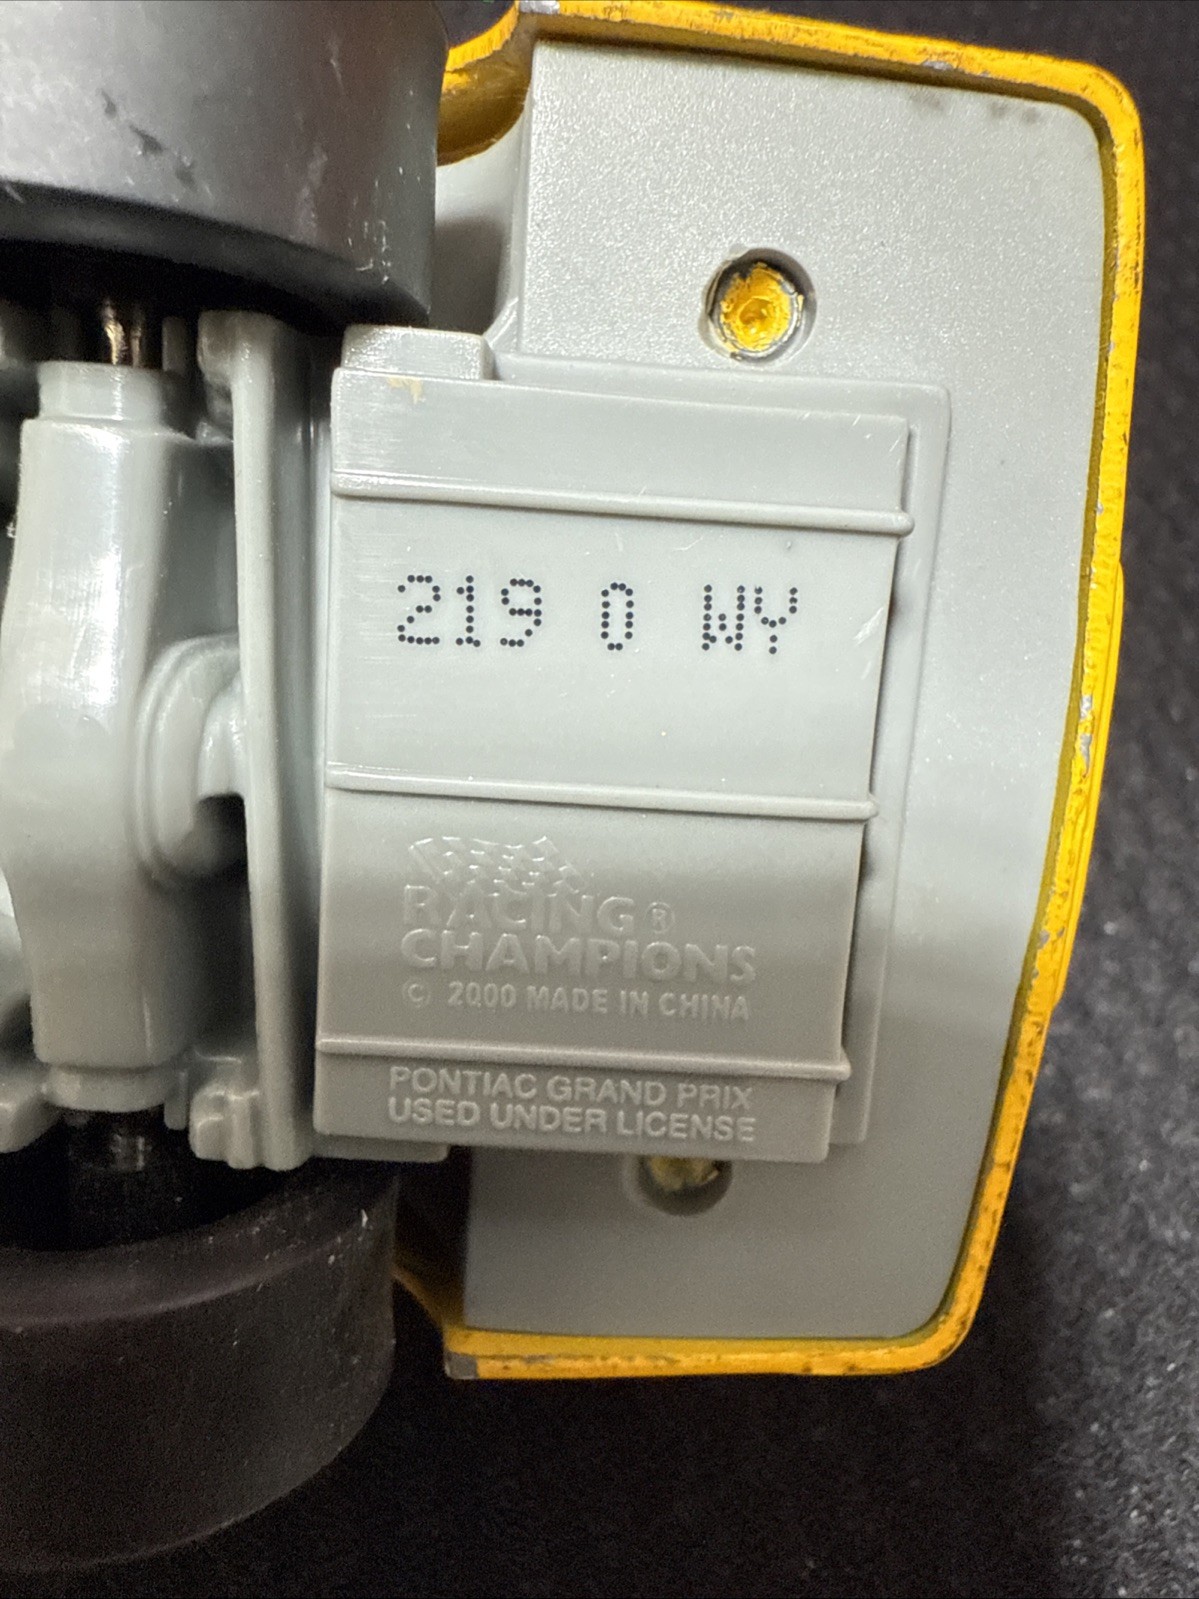 219 0 WY
RACING ®
CHAMPIONS
© 2000 MADE IN CHINA
PONTIAC GRAND PRIX
USED UNDER LICENSE